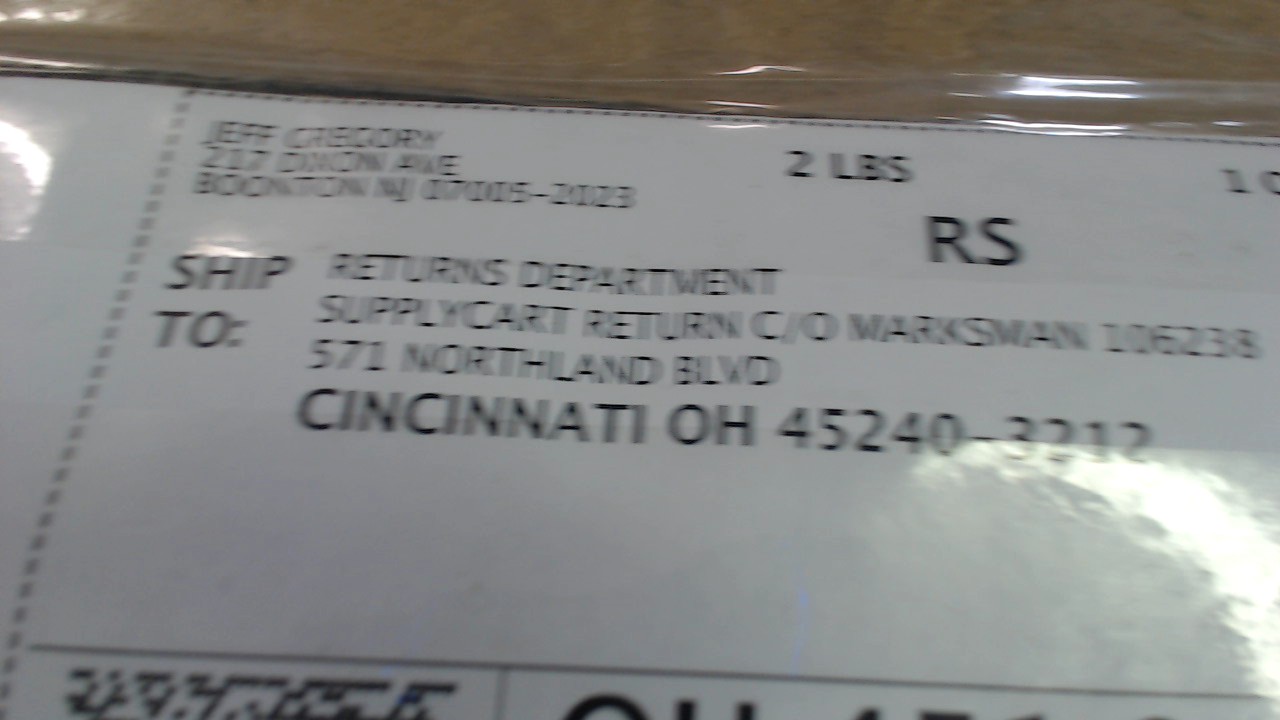 JEFF GREGORY
217 DIXON AVE
BOONTON NJ 07005-2023
2 LBS
RS
SHIP TO:
RETURNS DEPARTMENT
SUPPLYCART RETURN C/O MARKSMAN 106238
571 NORTHLAND BLVD
CINCINNATI OH 45240-3212